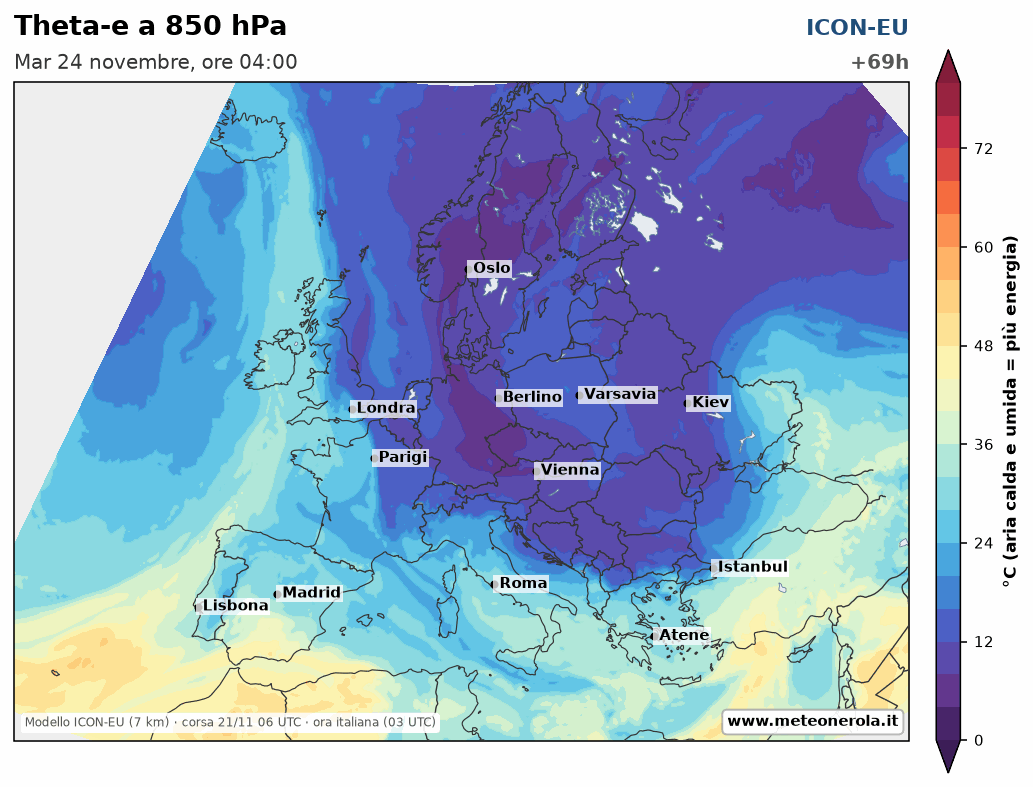 Theta-e a 850 hPa
ICON-EU
Mar 24 novembre, ore 04:00
+69h
Oslo
Berlino
Varsavia
Kiev
Londra
Parigi
Vienna
Istanbul
Roma
Madrid
Lisbona
Atene
Modello ICON-EU (7 km) · corsa 21/11 06 UTC · ora italiana (03 UTC)
www.meteonerola.it
72
60
48
36
24
12
0
°C (aria calda e umida = più energia)